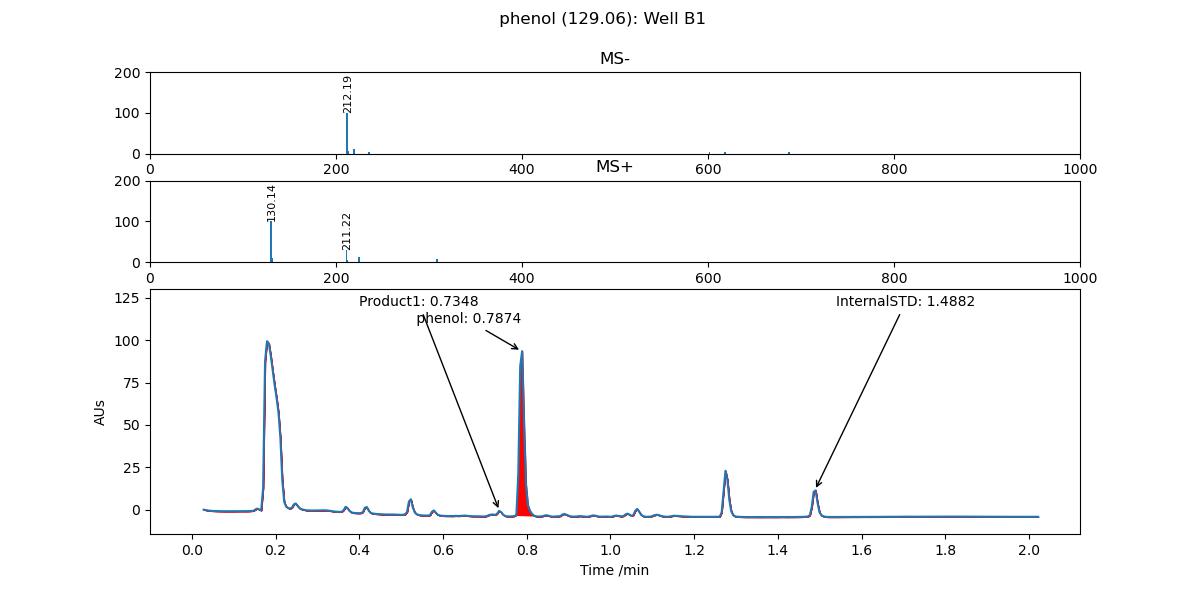 phenol (129.06): Well B1
MS-
200
100
0
212.19
0 200 400 600 800 1000
MS+
200
100
0
130.14
211.22
0 200 400 600 800 1000
Product1: 0.7348
phenol: 0.7874
InternalSTD: 1.4882
AUs
125
100
75
50
25
0
0.0 0.2 0.4 0.6 0.8 1.0 1.2 1.4 1.6 1.8 2.0
Time /min